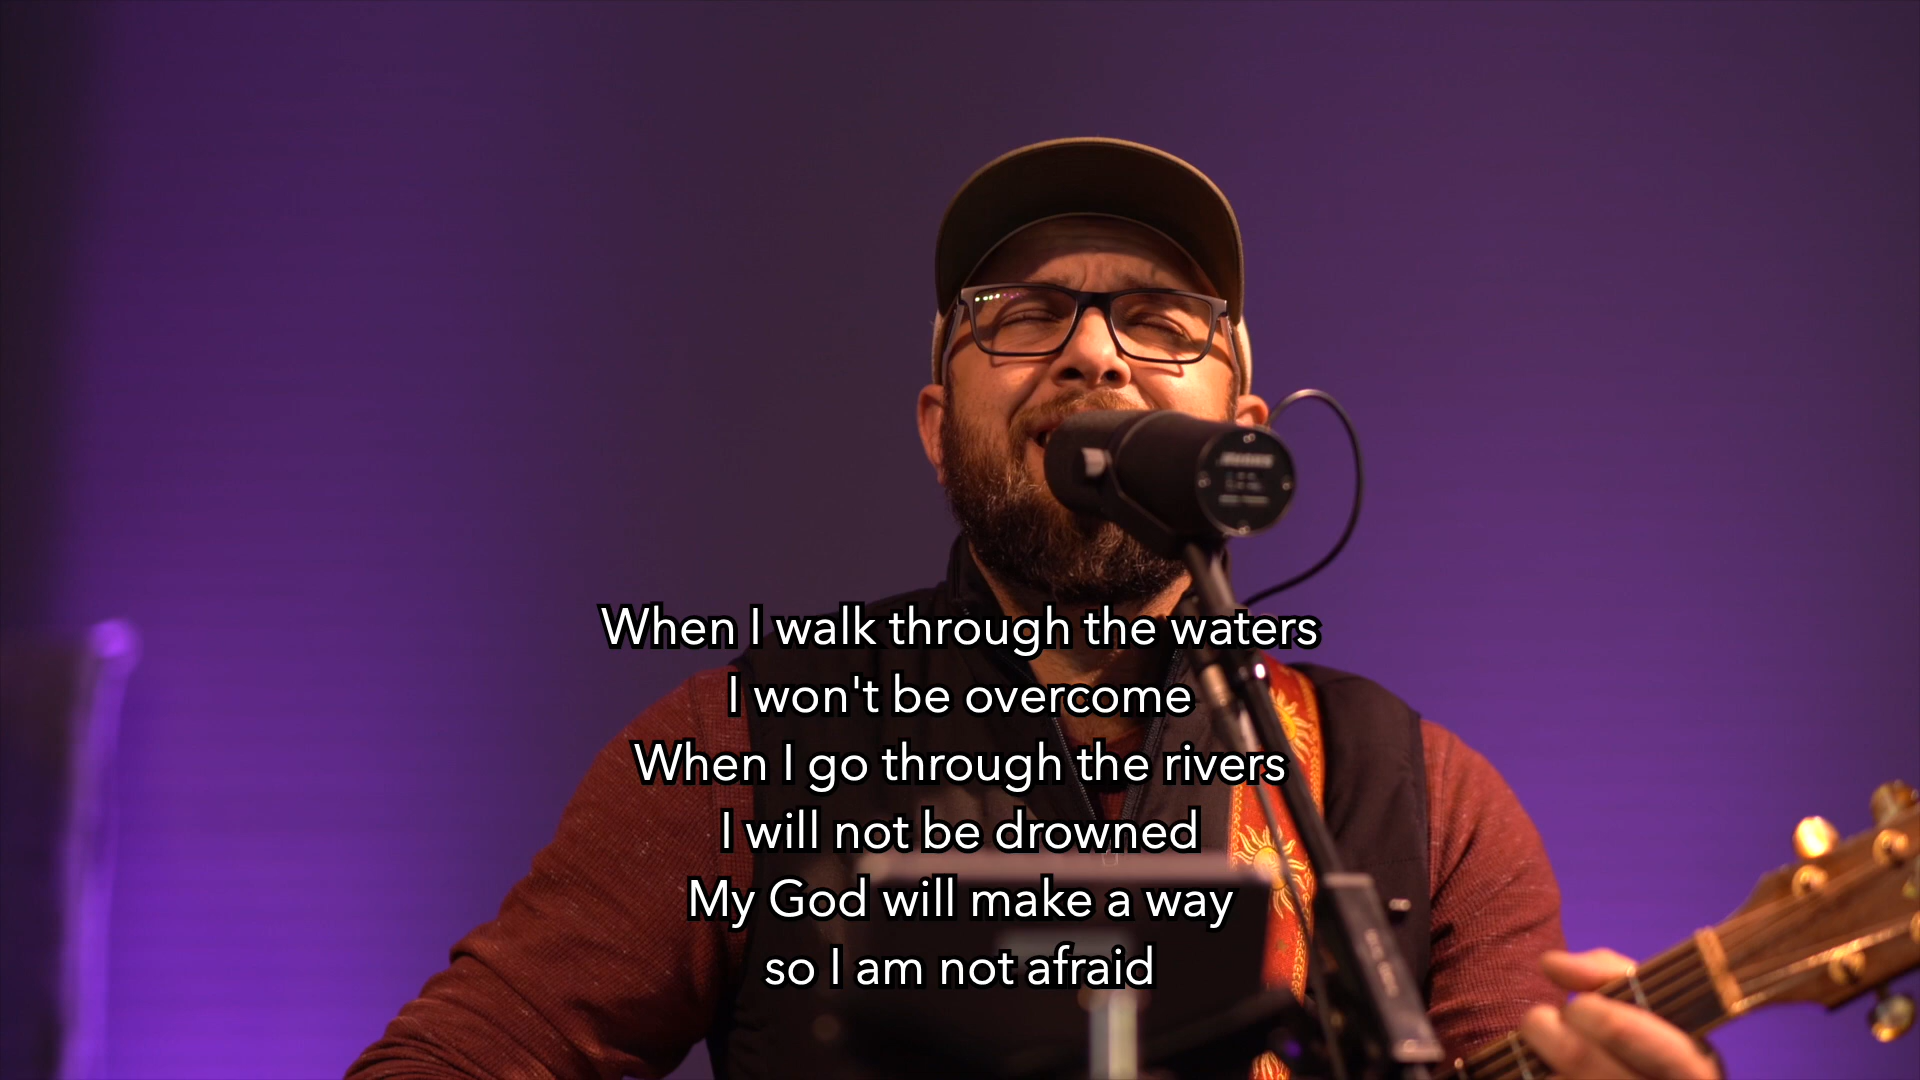 When I walk through the waters
I won't be overcome
When I go through the rivers
I will not be drowned
My God will make a way
so I am not afraid